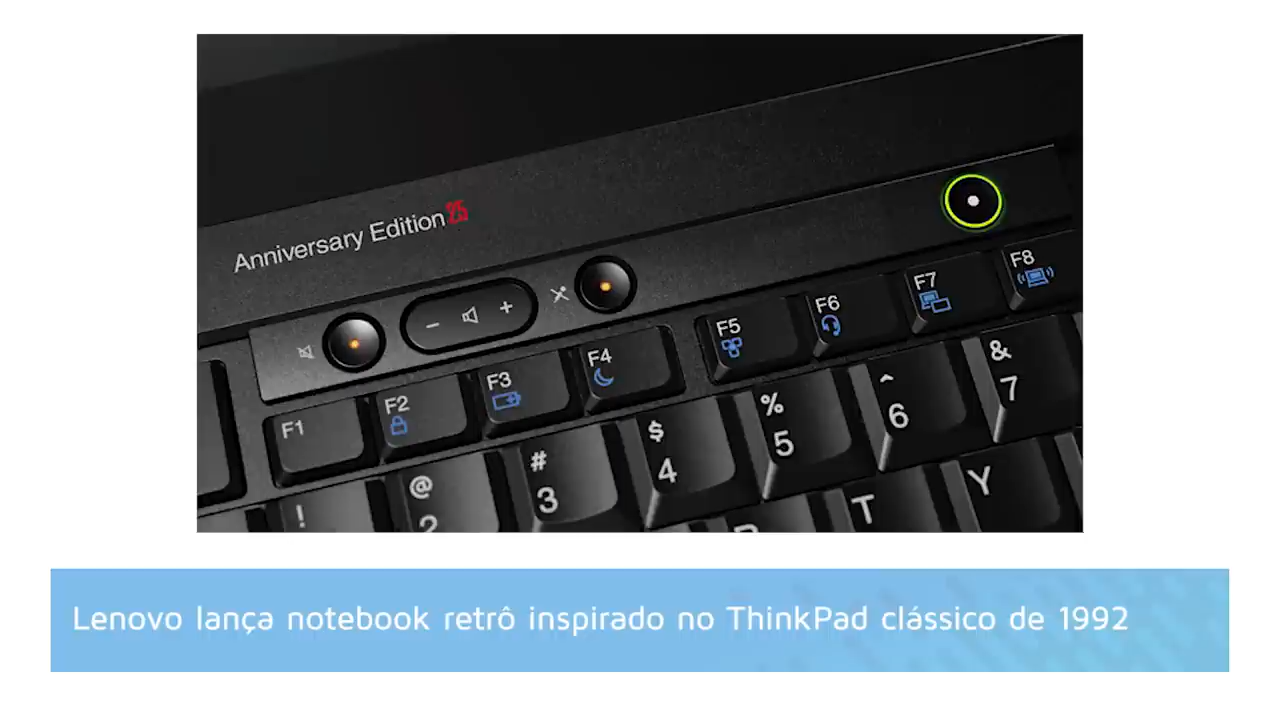 Anniversary Edition 25
- +
F1 F2 F3 F4 F5 F6 F7 F8
! @ # $ % ^ &
2 3 4 5 6 7
T Y
Lenovo lança notebook retrô inspirado no ThinkPad clássico de 1992